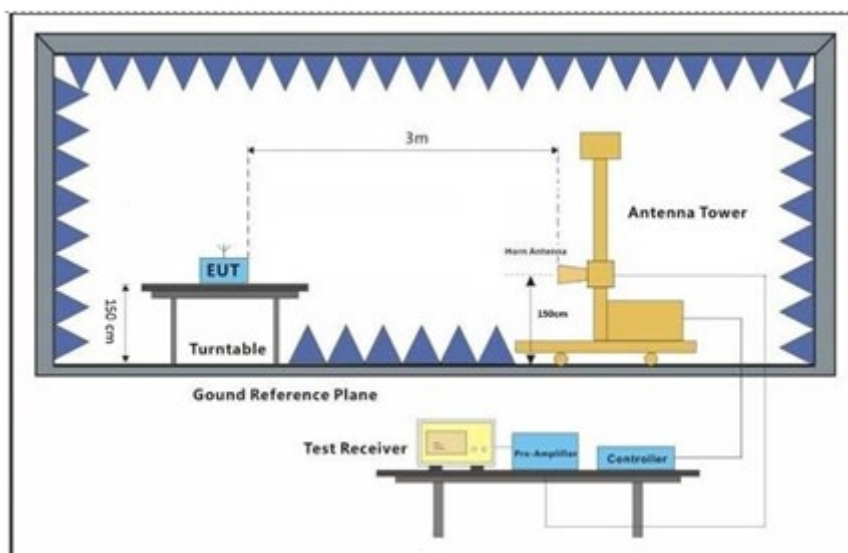 3m
Antenna Tower
Horn Antenna
EUT
150 cm
150cm
Turntable
Gound Reference Plane
Test Receiver
Pre-Amplifier
Controller